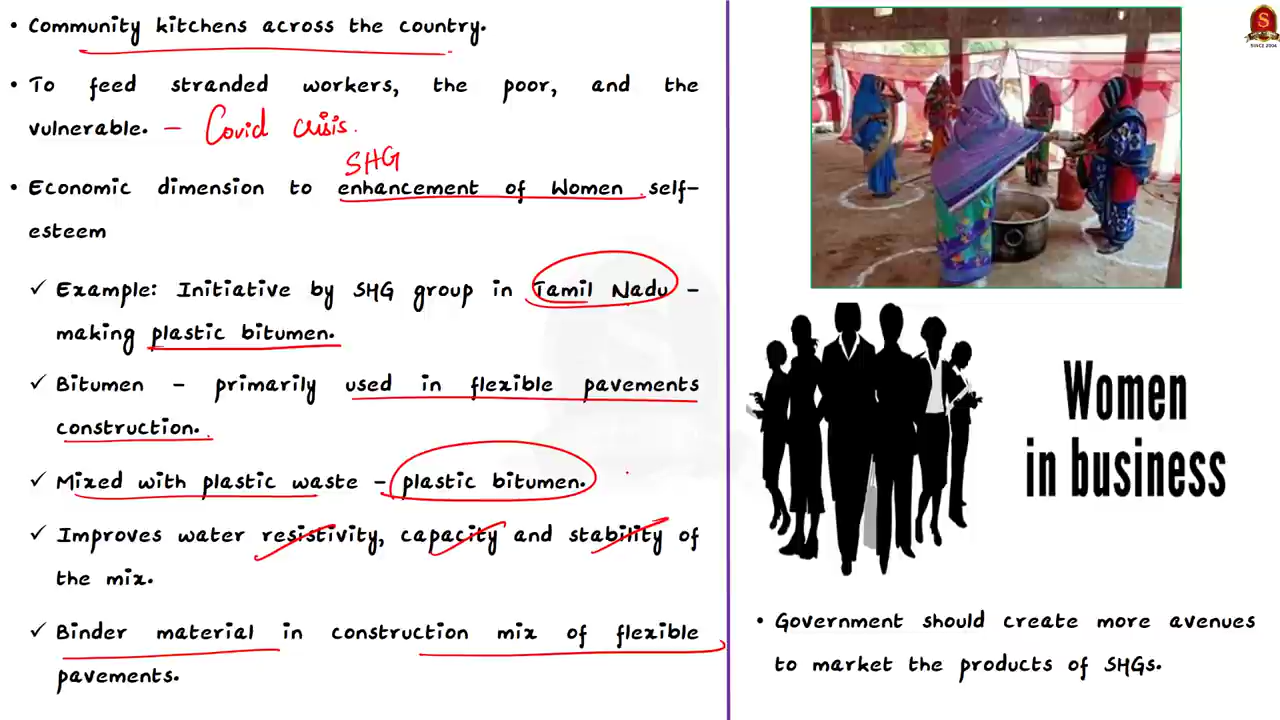 • Community kitchens across the country.
• To feed stranded workers, the poor, and the
vulnerable. – Covid crisis.
SHG
• Economic dimension to enhancement of Women self-
esteem
✓ Example: Initiative by SHG group in Tamil Nadu –
making plastic bitumen.
✓ Bitumen – primarily used in flexible pavements
construction.
✓ Mixed with plastic waste – plastic bitumen.
✓ Improves water resistivity, capacity and stability of
the mix.
✓ Binder material in construction mix of flexible
pavements.
S
SINCE 2004
Women
in business
• Government should create more avenues
to market the products of SHGs.